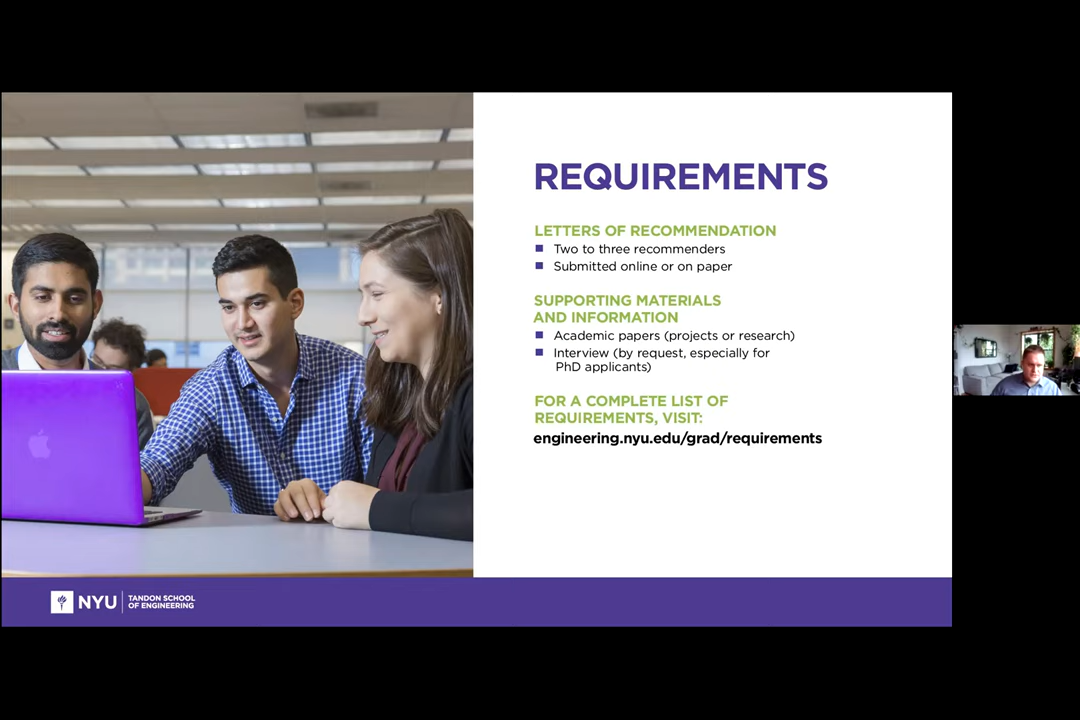 REQUIREMENTS
LETTERS OF RECOMMENDATION
Two to three recommenders
Submitted online or on paper
SUPPORTING MATERIALS
AND INFORMATION
Academic papers (projects or research)
Interview (by request, especially for
PhD applicants)
FOR A COMPLETE LIST OF
REQUIREMENTS, VISIT:
engineering.nyu.edu/grad/requirements
NYU
TANDON SCHOOL
OF ENGINEERING